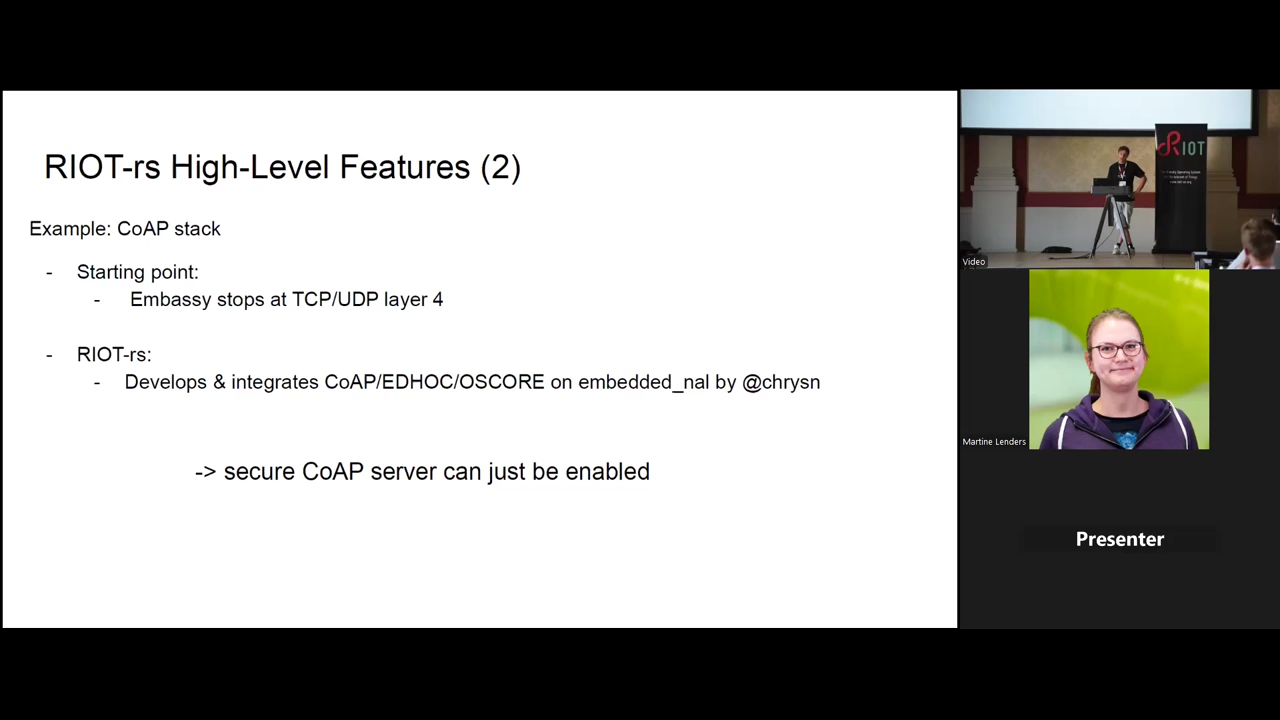 RIOT-rs High-Level Features (2)
Example: CoAP stack
- Starting point:
- Embassy stops at TCP/UDP layer 4
- RIOT-rs:
- Develops & integrates CoAP/EDHOC/OSCORE on embedded_nal by @chrysn
-> secure CoAP server can just be enabled
RIOT
Video
Martine Lenders
Presenter